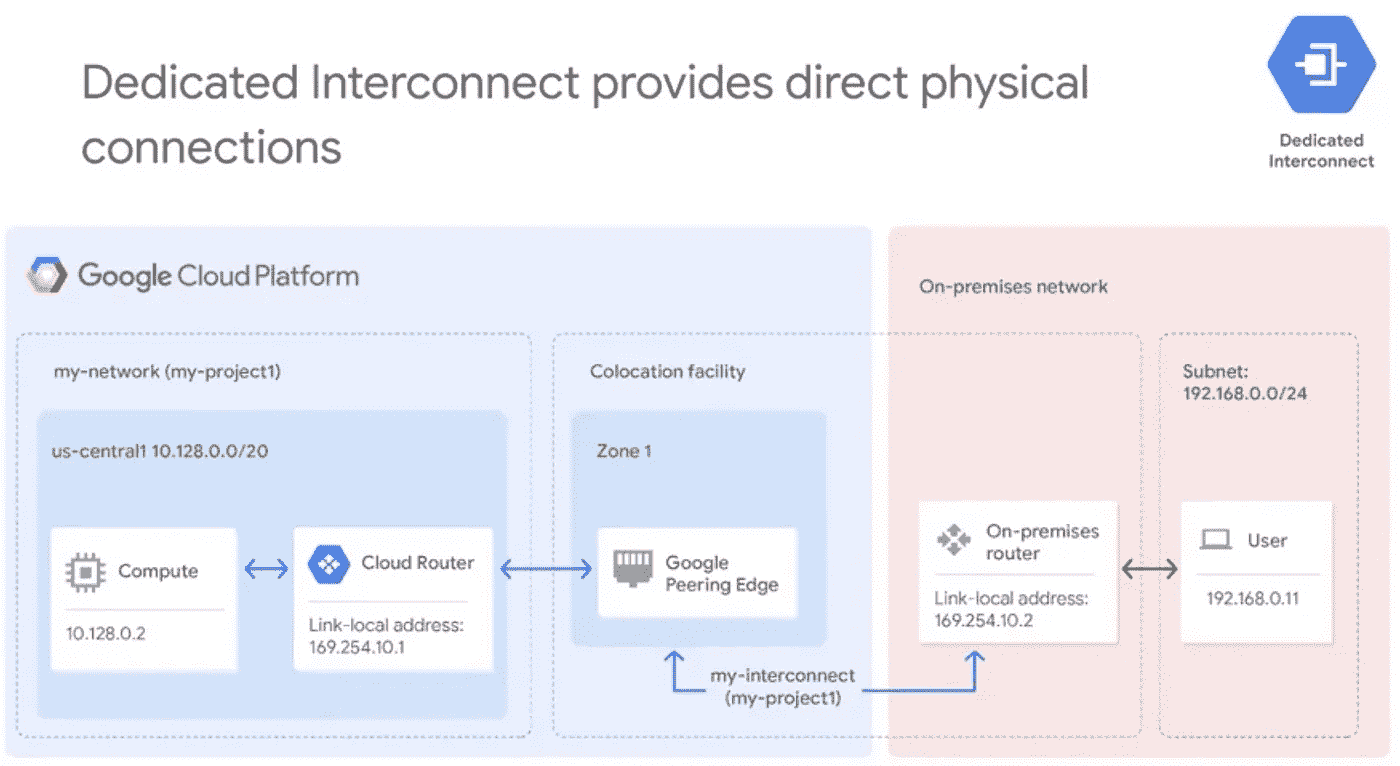 Dedicated Interconnect provides direct physical
connections
Dedicated
Interconnect
Google Cloud Platform
On-premises network
my-network (my-project1)
Colocation facility
Subnet:
192.168.0.0/24
us-central1 10.128.0.0/20
Zone 1
Compute
10.128.0.2
Cloud Router
Link-local address:
169.254.10.1
Google
Peering Edge
On-premises
router
Link-local address:
169.254.10.2
User
192.168.0.11
my-interconnect
(my-project1)